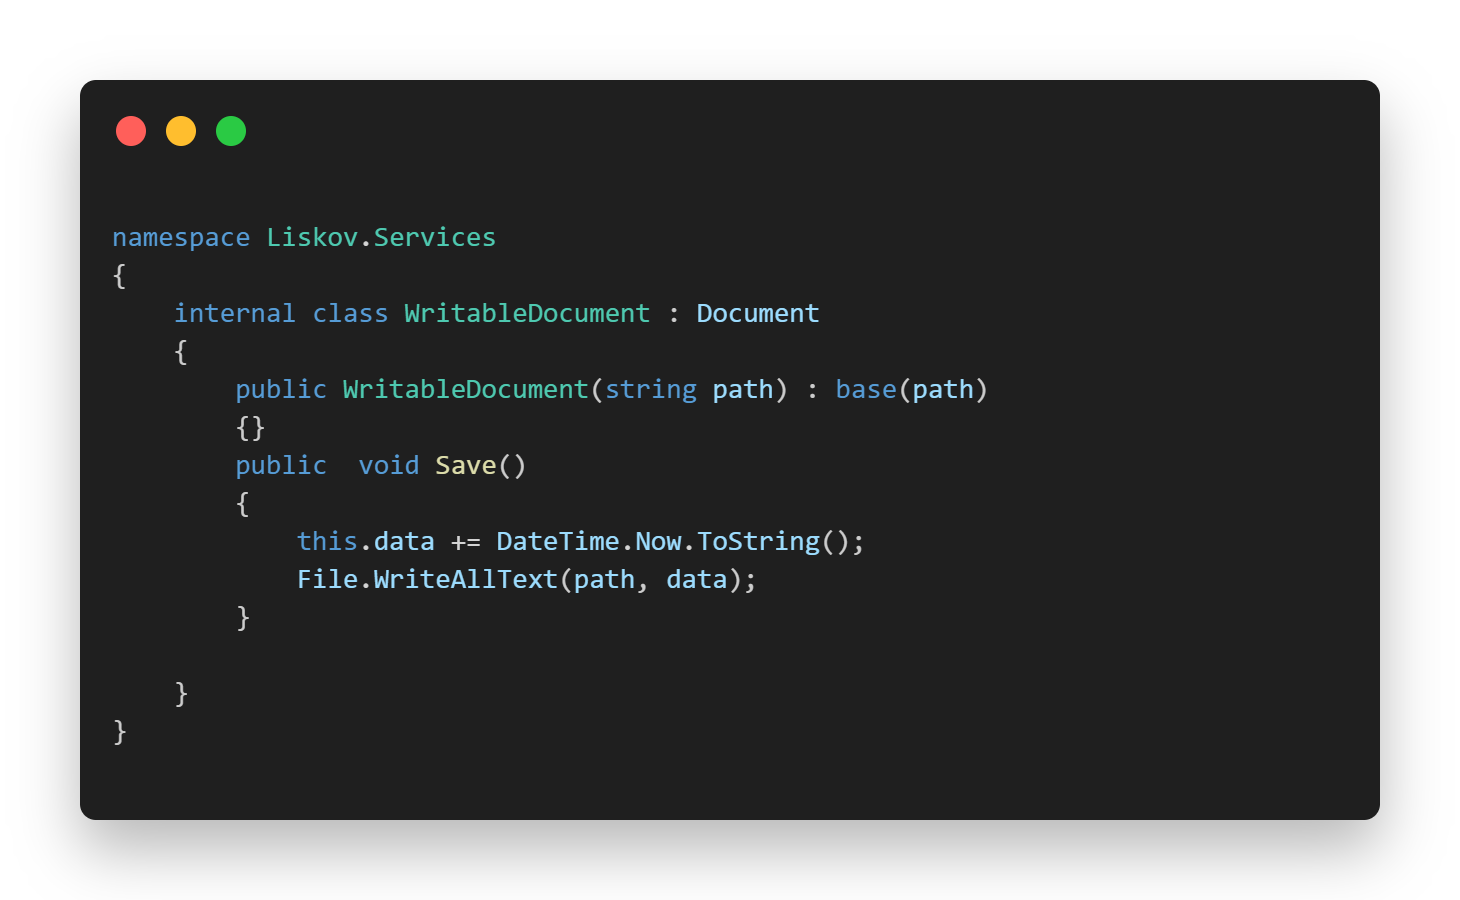 namespace Liskov.Services
{
    internal class WritableDocument : Document
    {
        public WritableDocument(string path) : base(path)
        {}
        public  void Save()
        {
            this.data += DateTime.Now.ToString();
            File.WriteAllText(path, data);
        }

    }
}